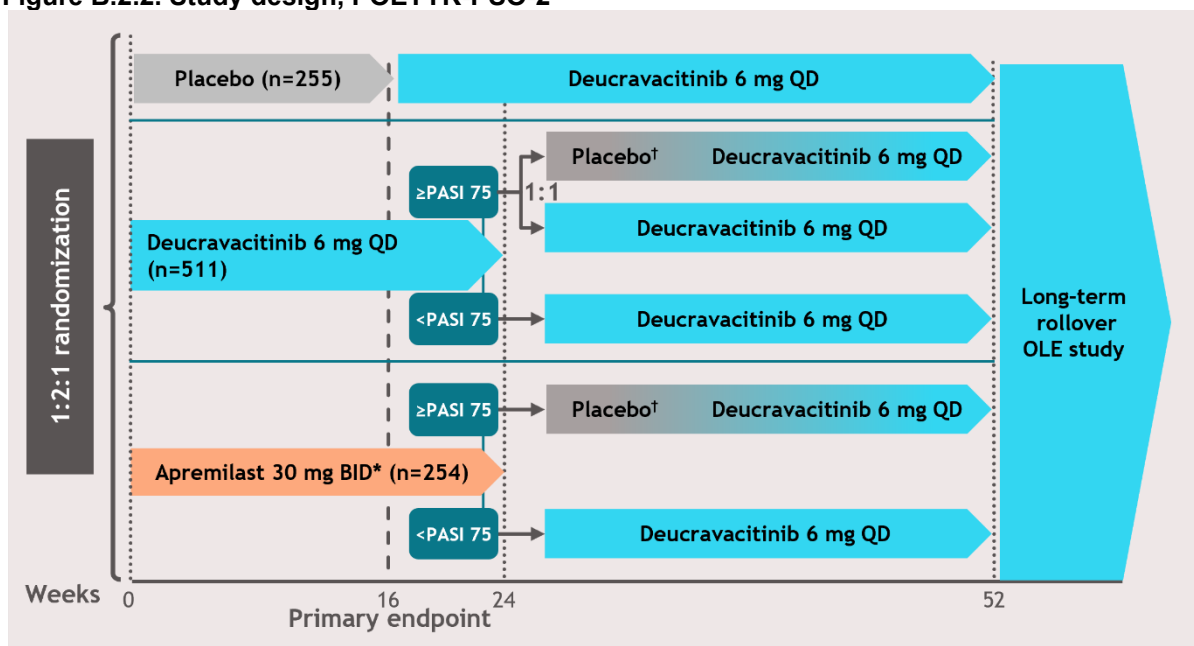 Figure B.2.2: Study design, POETYK PSO-2
Placebo (n=255)
Deucravacitinib 6 mg QD
1:2:1 randomization
≥PASI 75
1:1
Placebo† Deucravacitinib 6 mg QD
Deucravacitinib 6 mg QD
Deucravacitinib 6 mg QD
(n=511)
<PASI 75
Deucravacitinib 6 mg QD
≥PASI 75
Placebo† Deucravacitinib 6 mg QD
Apremilast 30 mg BID* (n=254)
<PASI 75
Deucravacitinib 6 mg QD
Long-term
rollover
OLE study
Weeks
0
16
24
52
Primary endpoint